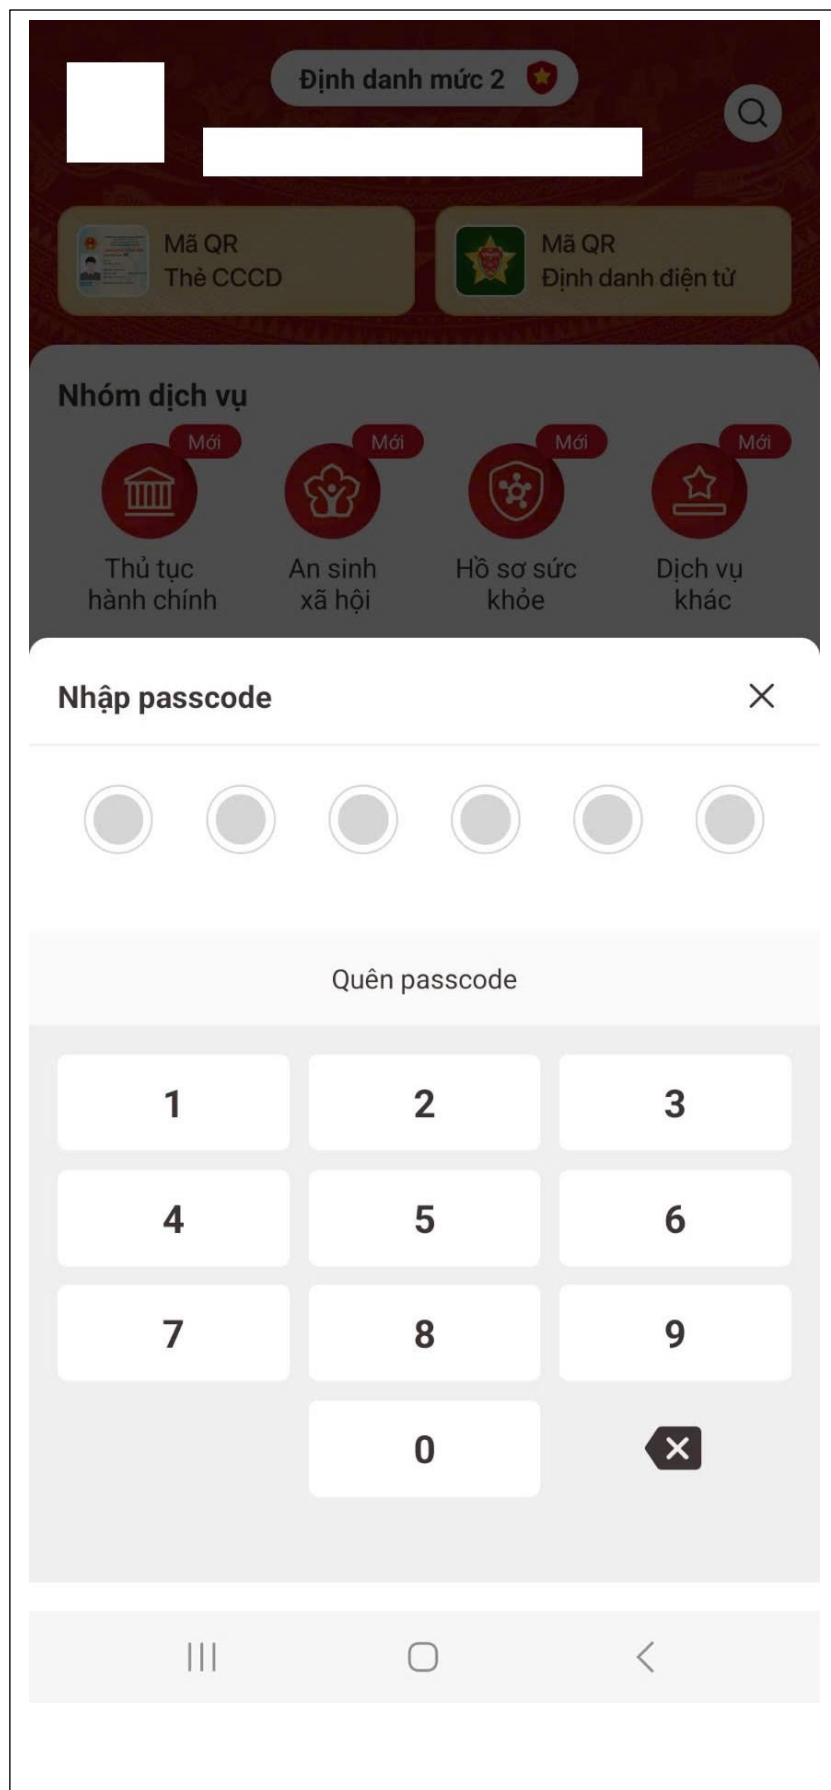 Định danh mức 2
Mã QR
Thẻ CCCD
Mã QR
Định danh điện tử
Nhóm dịch vụ
Mới
Mới
Mới
Mới
Thủ tục
hành chính
An sinh
xã hội
Hồ sơ sức
khỏe
Dịch vụ
khác
Nhập passcode
Quên passcode
1 2 3
4 5 6
7 8 9
0